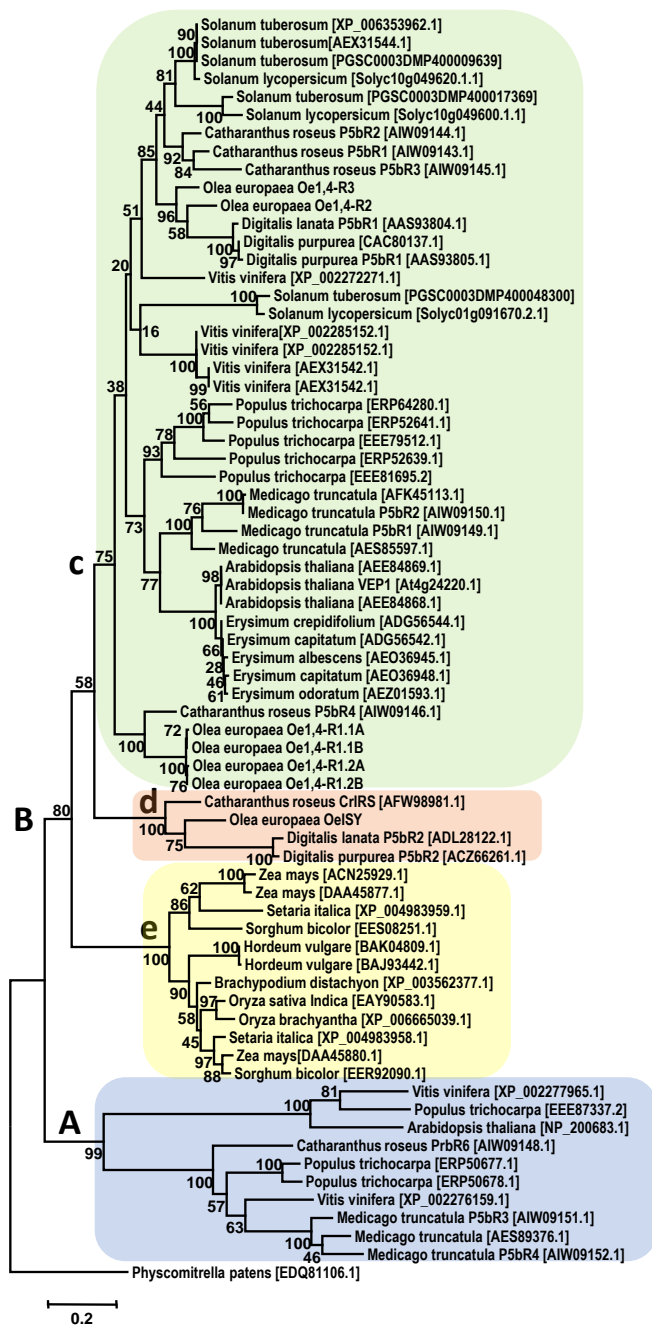 90 Solanum tuberosum [XP_006353962.1]
Solanum tuberosum[AEX31544.1]
100 Solanum tuberosum [PGSC0003DMP400009639]
81 Solanum lycopersicum [Solyc10g049620.1.1]
Solanum tuberosum [PGSC0003DMP400017369]
44 100 Solanum lycopersicum [Solyc10g049600.1.1]
Catharanthus roseus P5bR2 [AIW09144.1]
85 92 Catharanthus roseus P5bR1 [AIW09143.1]
84 Catharanthus roseus P5bR3 [AIW09145.1]
Olea europaea Oe1,4-R3
51 96 Olea europaea Oe1,4-R2
58 Digitalis lanata P5bR1 [AAS93804.1]
100 Digitalis purpurea [CAC80137.1]
20 97 Digitalis purpurea P5bR1 [AAS93805.1]
Vitis vinifera [XP_002272271.1]
100 Solanum tuberosum [PGSC0003DMP400048300]
Solanum lycopersicum [Solyc01g091670.2.1]
16 Vitis vinifera[XP_002285152.1]
Vitis vinifera [XP_002285152.1]
100 Vitis vinifera [AEX31542.1]
38 99 Vitis vinifera [AEX31542.1]
56 Populus trichocarpa [ERP64280.1]
100 Populus trichocarpa [ERP52641.1]
78 Populus trichocarpa [EEE79512.1]
93 Populus trichocarpa [ERP52639.1]
Populus trichocarpa [EEE81695.2]
100 Medicago truncatula [AFK45113.1]
76 Medicago truncatula P5bR2 [AIW09150.1]
73 100 Medicago truncatula P5bR1 [AIW09149.1]
Medicago truncatula [AES85597.1]
75 c 77 98 Arabidopsis thaliana [AEE84869.1]
Arabidopsis thaliana VEP1 [At4g24220.1]
Arabidopsis thaliana [AEE84868.1]
100 Erysimum crepidifolium [ADG56544.1]
Erysimum capitatum [ADG56542.1]
66 Erysimum albescens [AEO36945.1]
28 Erysimum capitatum [AEO36948.1]
58 46 61 Erysimum odoratum [AEZ01593.1]
Catharanthus roseus P5bR4 [AIW09146.1]
72 Olea europaea Oe1,4-R1.1A
100 Olea europaea Oe1,4-R1.1B
100 Olea europaea Oe1,4-R1.2A
76 Olea europaea Oe1,4-R1.2B
d Catharanthus roseus CrIRS [AFW98981.1]
B 80 100 Olea europaea OeISY
75 Digitalis lanata P5bR2 [ADL28122.1]
100 Digitalis purpurea P5bR2 [ACZ66261.1]
100 Zea mays [ACN25929.1]
62 Zea mays [DAA45877.1]
86 Setaria italica [XP_004983959.1]
e Sorghum bicolor [EES08251.1]
100 100 Hordeum vulgare [BAK04809.1]
Hordeum vulgare [BAJ93442.1]
90 Brachypodium distachyon [XP_003562377.1]
97 Oryza sativa Indica [EAY90583.1]
58 Oryza brachyantha [XP_006665039.1]
45 Setaria italica [XP_004983958.1]
97 Zea mays[DAA45880.1]
88 Sorghum bicolor [EER92090.1]
81 Vitis vinifera [XP_002277965.1]
100 Populus trichocarpa [EEE87337.2]
A Arabidopsis thaliana [NP_200683.1]
99 Catharanthus roseus PrbR6 [AIW09148.1]
100 100 Populus trichocarpa [ERP50677.1]
Populus trichocarpa [ERP50678.1]
57 Vitis vinifera [XP_002276159.1]
63 Medicago truncatula P5bR3 [AIW09151.1]
100 Medicago truncatula [AES89376.1]
46 Medicago truncatula P5bR4 [AIW09152.1]
Physcomitrella patens [EDQ81106.1]
0.2